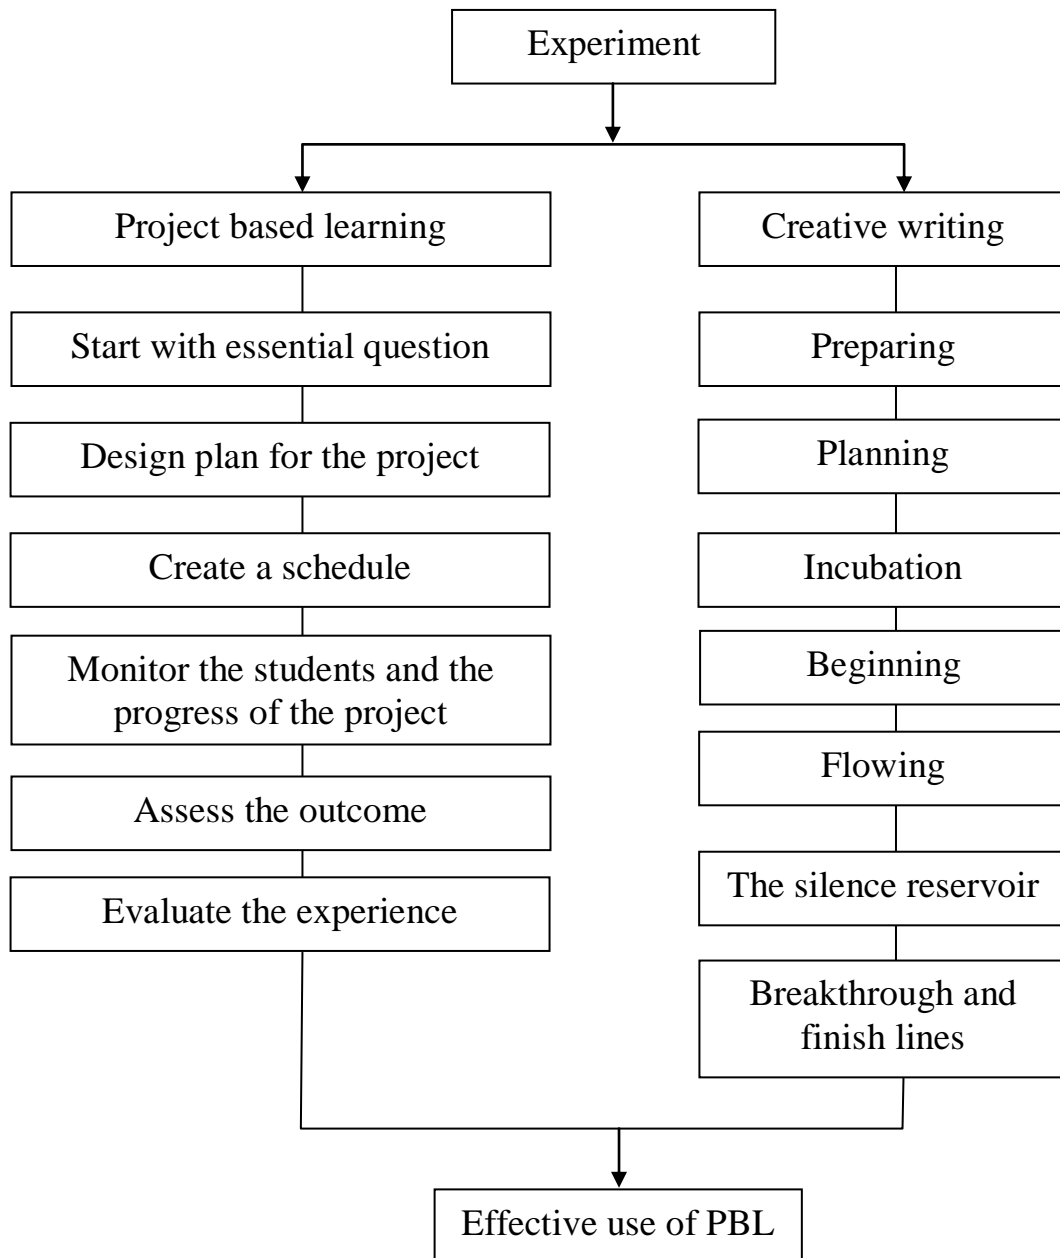 Experiment
Project based learning
Start with essential question
Design plan for the project
Create a schedule
Monitor the students and the
progress of the project
Assess the outcome
Evaluate the experience
Creative writing
Preparing
Planning
Incubation
Beginning
Flowing
The silence reservoir
Breakthrough and
finish lines
Effective use of PBL